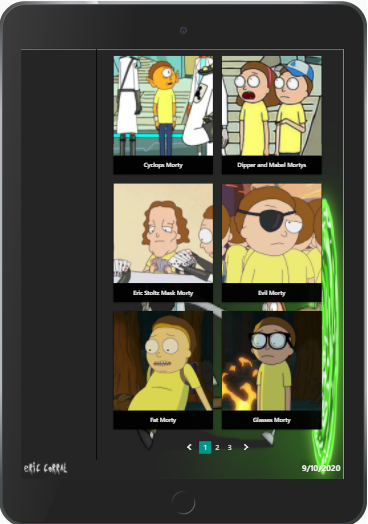 Cyclops Morty
Dipper and Mabel Mortys
Eric Stoltz Mask Morty
Evil Morty
Fat Morty
Glasses Morty
< 1 2 3 >
ERIC CORRAL
9/10/2020